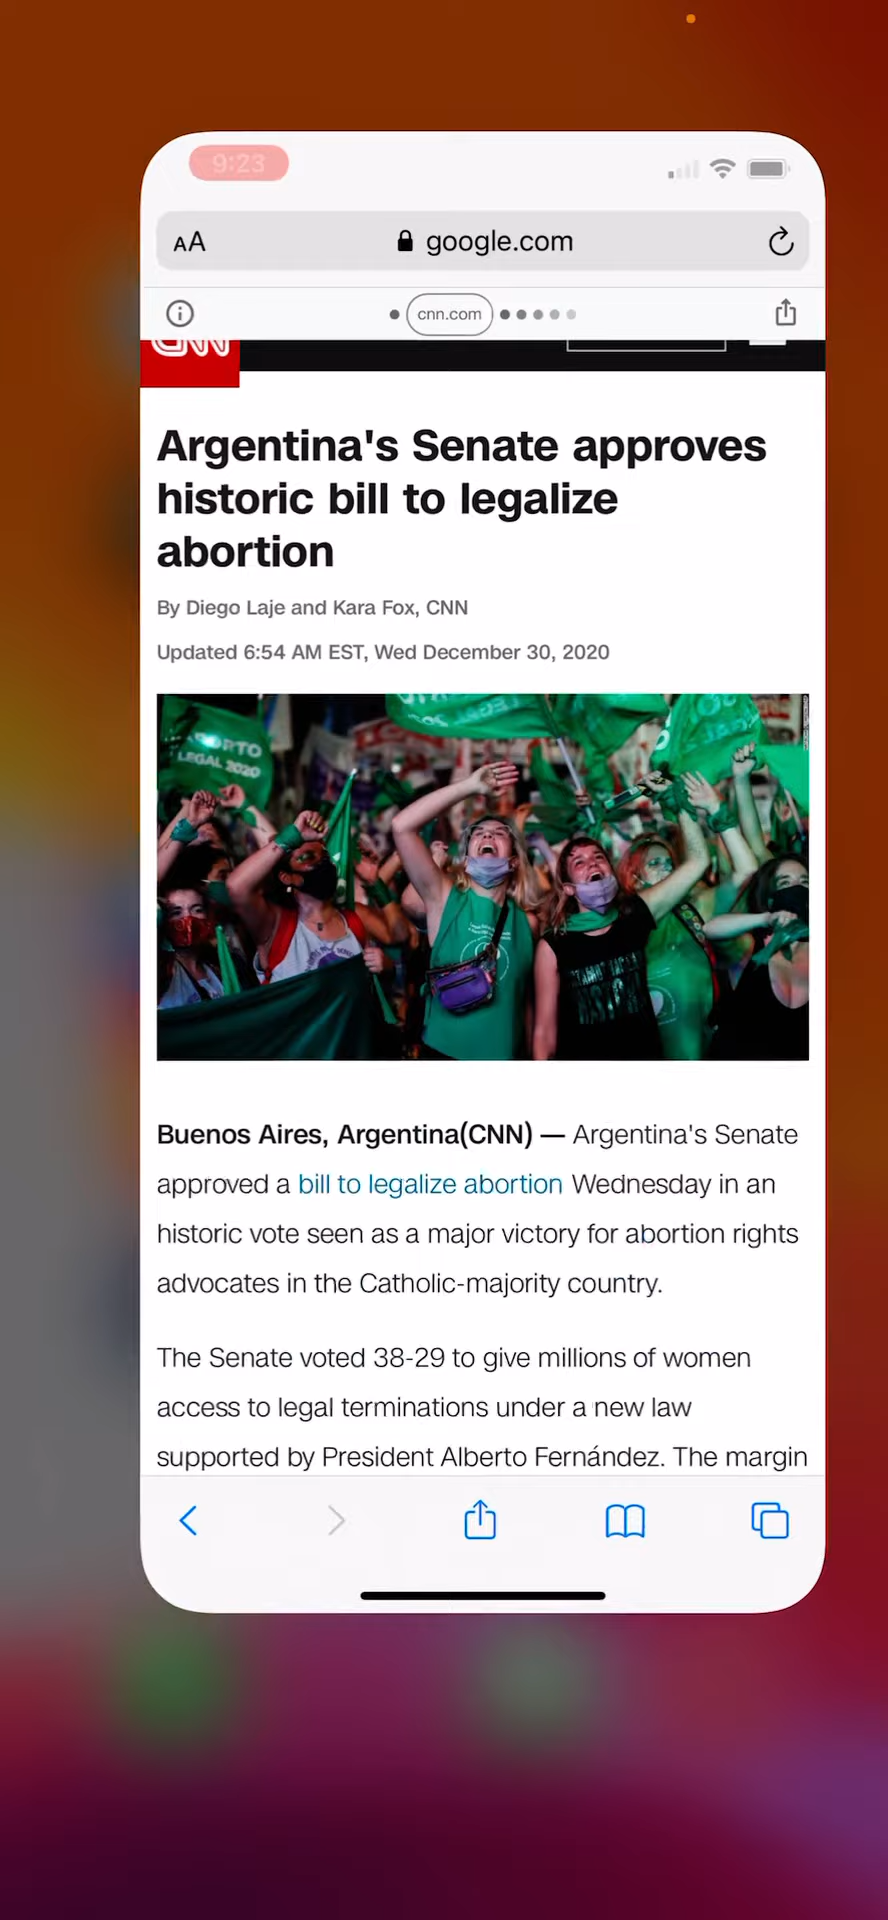 9:23
AA google.com
cnn.com
CNN
Argentina's Senate approves
historic bill to legalize
abortion
By Diego Laje and Kara Fox, CNN
Updated 6:54 AM EST, Wed December 30, 2020
LEGAL 2020
Buenos Aires, Argentina(CNN) — Argentina's Senate
approved a bill to legalize abortion Wednesday in an
historic vote seen as a major victory for abortion rights
advocates in the Catholic-majority country.
The Senate voted 38-29 to give millions of women
access to legal terminations under a new law
supported by President Alberto Fernández. The margin